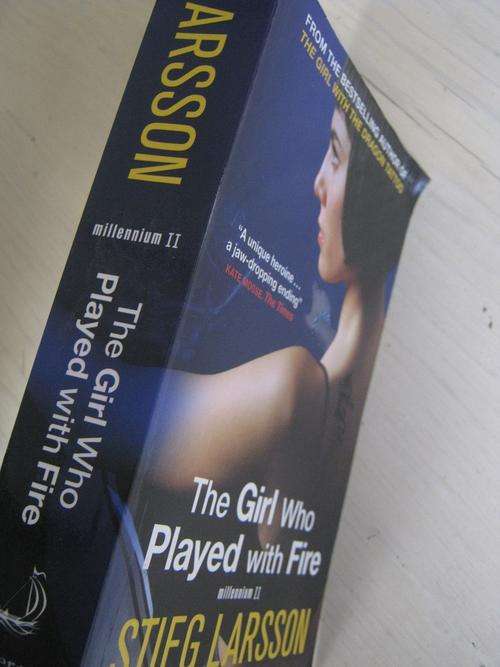 ARSSON
millennium II
The Girl Who
Played with Fire
FROM THE BESTSELLING AUTHOR OF
THE GIRL WITH THE DRAGON TATTOO
"A unique heroine ...
a jaw-dropping ending"
KATE MOSSE, The Times
The Girl Who
Played with Fire
millennium II
STIEG LARSSON